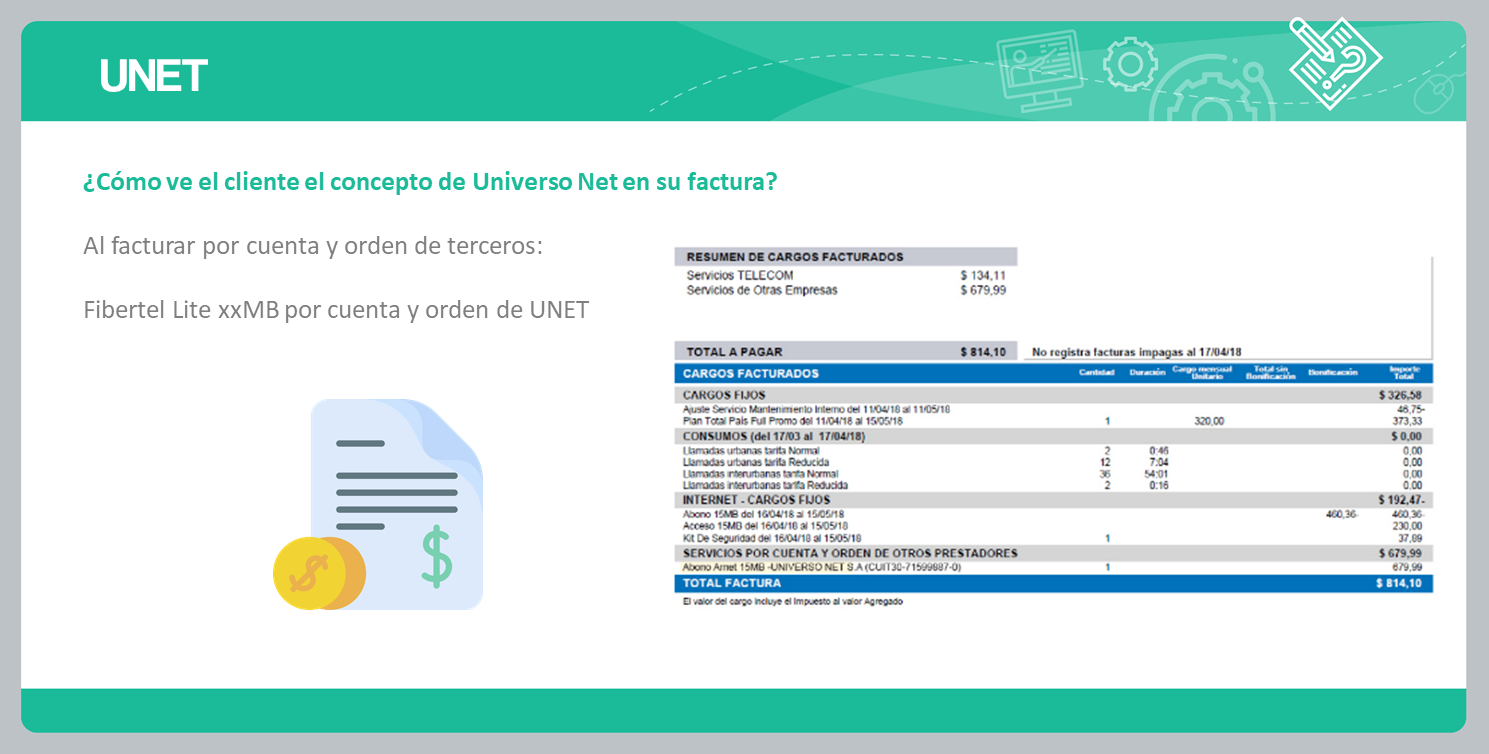 UNET
¿Cómo ve el cliente el concepto de Universo Net en su factura?
Al facturar por cuenta y orden de terceros:
Fibertel Lite xxMB por cuenta y orden de UNET
RESUMEN DE CARGOS FACTURADOS
Servicios TELECOM $ 134,11
Servicios de Otras Empresas $ 679,99
TOTAL A PAGAR $ 814,10 No registra facturas impagas al 17/04/18
CARGOS FACTURADOS Cantidad Duración Cargo mensual Unitario Total sin Bonificación Bonificación Importe Total
CARGOS FIJOS $ 326,58
Ajuste Servicio Mantenimiento Interno del 11/04/18 al 11/05/18 46,75-
Plan Total País Full Promo del 11/04/18 al 15/05/18 1 320,00 373,33
CONSUMOS (del 17/03 al 17/04/18) $ 0,00
Llamadas urbanas tarifa Normal 2 0:46 0,00
Llamadas urbanas tarifa Reducida 12 7:04 0,00
Llamadas interurbanas tarifa Normal 36 54:01 0,00
Llamadas interurbanas tarifa Reducida 2 0:16 0,00
INTERNET - CARGOS FIJOS $ 192,47-
Abono 15MB del 16/04/18 al 15/05/18 460,36- 460,36-
Acceso 15MB del 16/04/18 al 15/05/18 230,00
Kit De Seguridad del 16/04/18 al 15/05/18 1 37,89
SERVICIOS POR CUENTA Y ORDEN DE OTROS PRESTADORES $ 679,99
Abono Arnet 15MB -UNIVERSO NET S.A (CUIT30-71599887-0) 1 679,99
TOTAL FACTURA $ 814,10
El valor del cargo incluye el Impuesto al valor Agregado